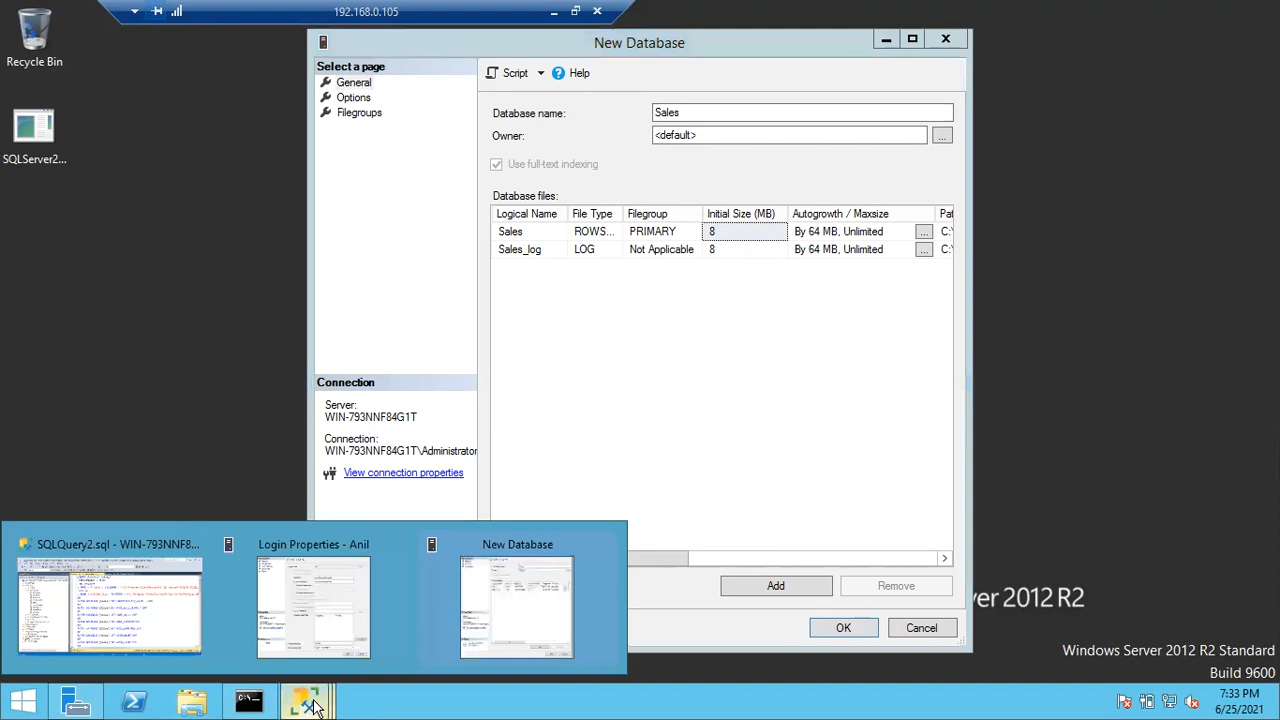 192.168.0.105
Recycle Bin
SQLServer2...
New Database
Select a page
General
Options
Filegroups
Script
Help
Database name:
Sales
Owner:
<default>
...
Use full-text indexing
Database files:
Logical Name File Type Filegroup Initial Size (MB) Autogrowth / Maxsize
Sales ROWS... PRIMARY 8 By 64 MB, Unlimited ... C:\
Sales_log LOG Not Applicable 8 By 64 MB, Unlimited ... C:\
Connection
Server:
WIN-793NNF84G1T
Connection:
WIN-793NNF84G1T\Administrator
View connection properties
Add
Remove
OK
Cancel
SQLQuery2.sql - WIN-793NNF8...
Login Properties - Anil
New Database
ver 2012 R2
Windows Server 2012 R2 Standard
Build 9600
7:33 PM
6/25/2021